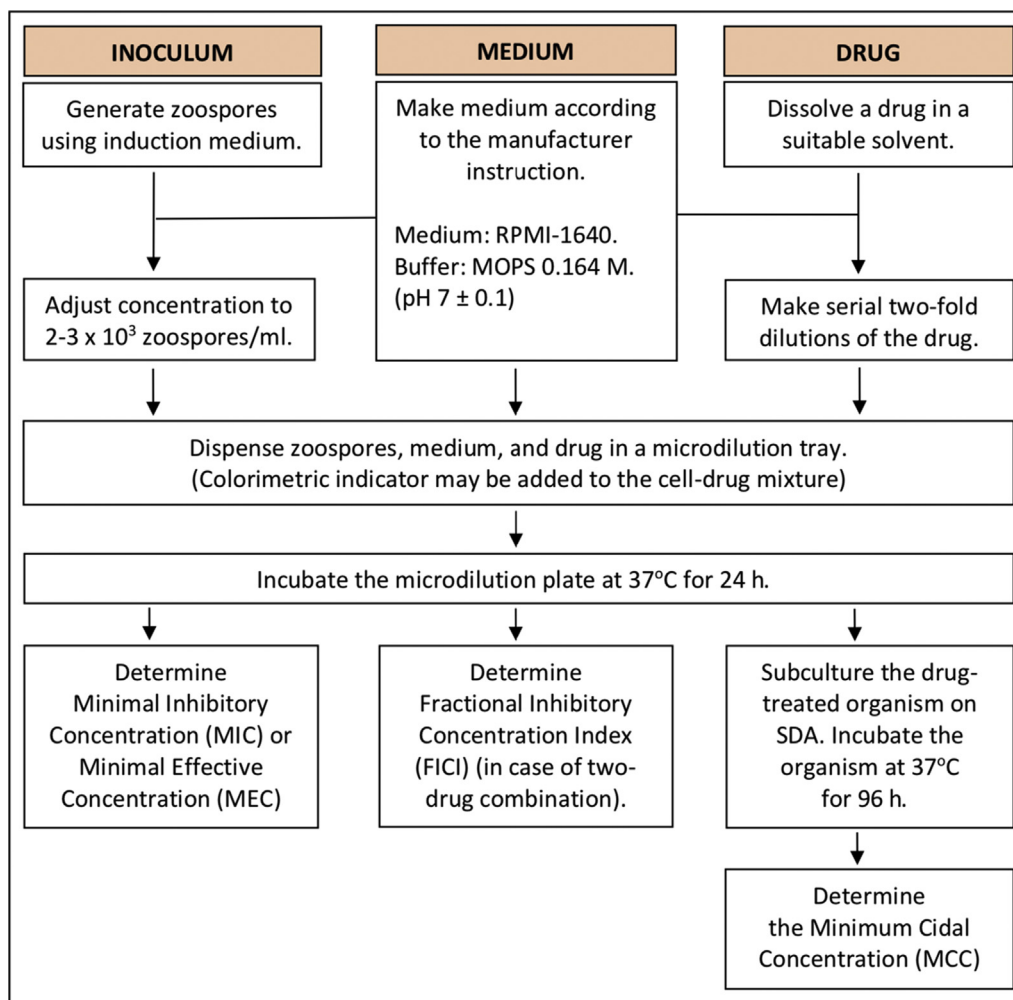 INOCULUM
Generate zoospores
using induction medium.
Adjust concentration to
2-3 x 10³ zoospores/ml.
MEDIUM
Make medium according
to the manufacturer
instruction.
Medium: RPMI-1640.
Buffer: MOPS 0.164 M.
(pH 7 ± 0.1)
DRUG
Dissolve a drug in a
suitable solvent.
Make serial two-fold
dilutions of the drug.
Dispense zoospores, medium, and drug in a microdilution tray.
(Colorimetric indicator may be added to the cell-drug mixture)
Incubate the microdilution plate at 37°C for 24 h.
Determine
Minimal Inhibitory
Concentration (MIC) or
Minimal Effective
Concentration (MEC)
Determine
Fractional Inhibitory
Concentration Index
(FICI) (in case of two-
drug combination).
Subculture the drug-
treated organism on
SDA. Incubate the
organism at 37°C
for 96 h.
Determine
the Minimum Cidal
Concentration (MCC)